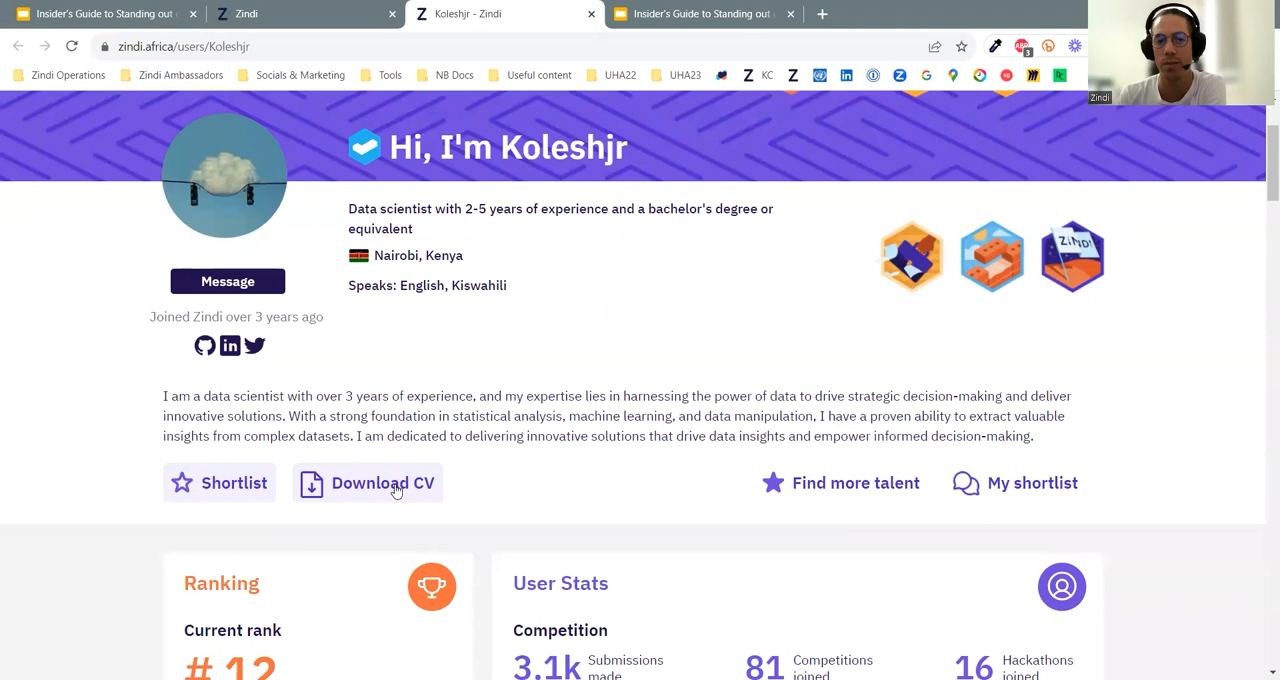 Insider's Guide to Standing out
Zindi
Koleshjr - Zindi
Insider's Guide to Standing out
zindi.africa/users/Koleshjr
Zindi Operations
Zindi Ambassadors
Socials & Marketing
Tools
NB Docs
Useful content
UHA22
UHA23
KC
Zindi
Hi, I'm Koleshjr
Data scientist with 2-5 years of experience and a bachelor's degree or
equivalent
Nairobi, Kenya
Speaks: English, Kiswahili
ZINDI
Message
Joined Zindi over 3 years ago
I am a data scientist with over 3 years of experience, and my expertise lies in harnessing the power of data to drive strategic decision-making and deliver
innovative solutions. With a strong foundation in statistical analysis, machine learning, and data manipulation, I have a proven ability to extract valuable
insights from complex datasets. I am dedicated to delivering innovative solutions that drive data insights and empower informed decision-making.
Shortlist
Download CV
Find more talent
My shortlist
Ranking
Current rank
# 12
User Stats
Competition
3.1k Submissions
made
81 Competitions
joined
16 Hackathons
joined